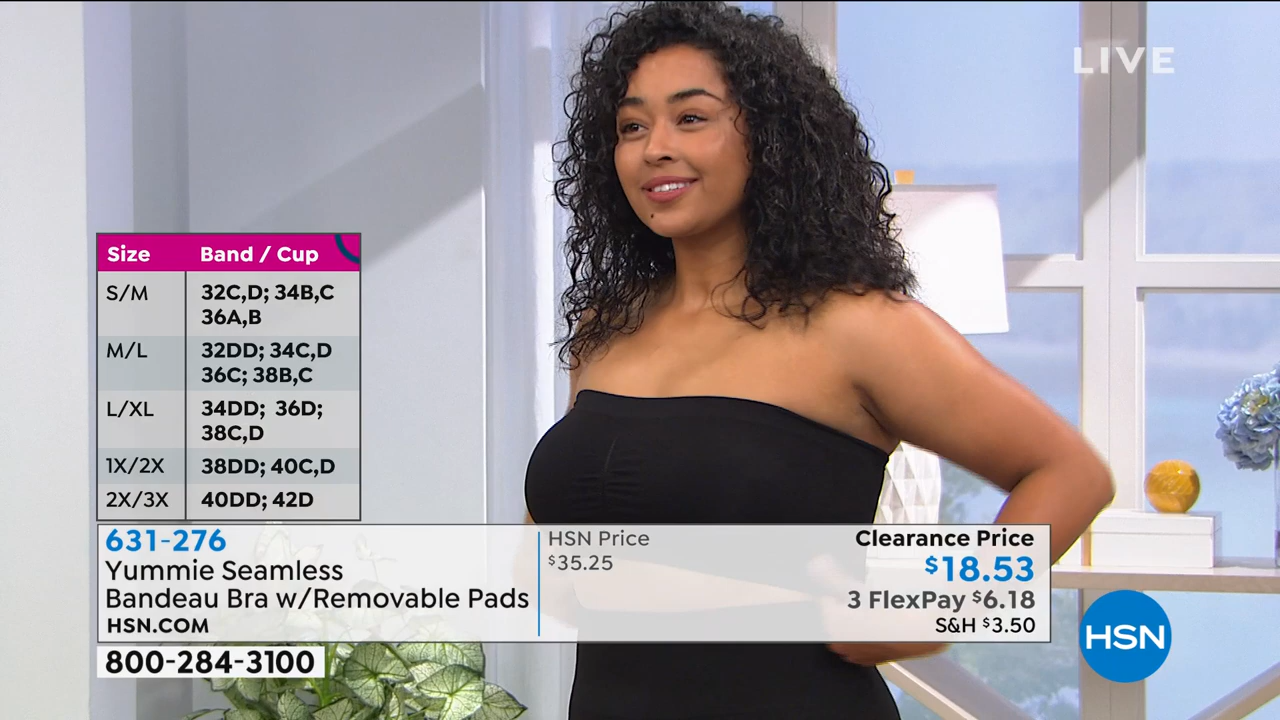 LIVE
Size Band / Cup
S/M 32C,D; 34B,C
36A,B
M/L 32DD; 34C,D
36C; 38B,C
L/XL 34DD; 36D;
38C,D
1X/2X 38DD; 40C,D
2X/3X 40DD; 42D
631-276
Yummie Seamless
Bandeau Bra w/Removable Pads
HSN.COM
HSN Price
$35.25
Clearance Price
$18.53
3 FlexPay $6.18
S&H $3.50
800-284-3100
HSN